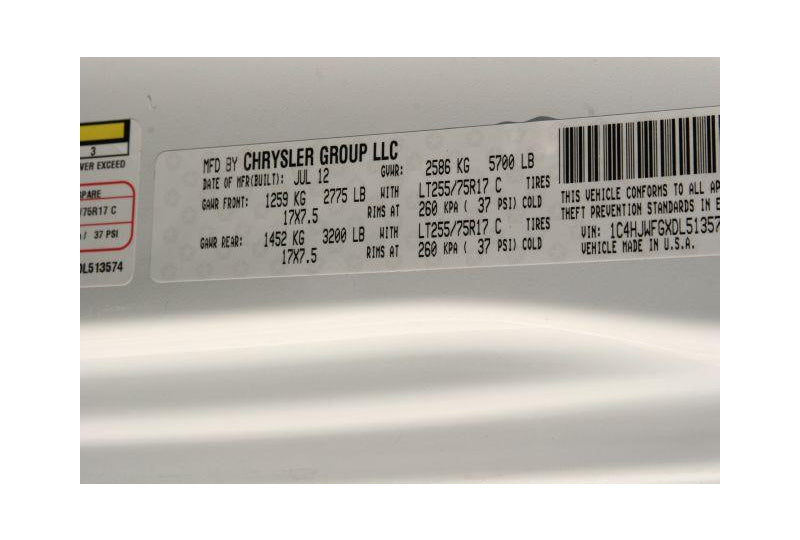 3
WER EXCEED
PARE
/75R17 C
/ 37 PSI
DL513574
MFD BY CHRYSLER GROUP LLC
DATE OF MFR(BUILT): JUL 12 GVWR: 2586 KG 5700 LB
GAWR FRONT: 1259 KG 2775 LB WITH LT255/75R17 C TIRES
17X7.5 RIMS AT 260 KPA ( 37 PSI) COLD
GAWR REAR: 1452 KG 3200 LB WITH LT255/75R17 C TIRES
17X7.5 RIMS AT 260 KPA ( 37 PSI) COLD
THIS VEHICLE CONFORMS TO ALL AP
THEFT PREVENTION STANDARDS IN E
VIN: 1C4HJWFGXDL51357
VEHICLE MADE IN U.S.A.